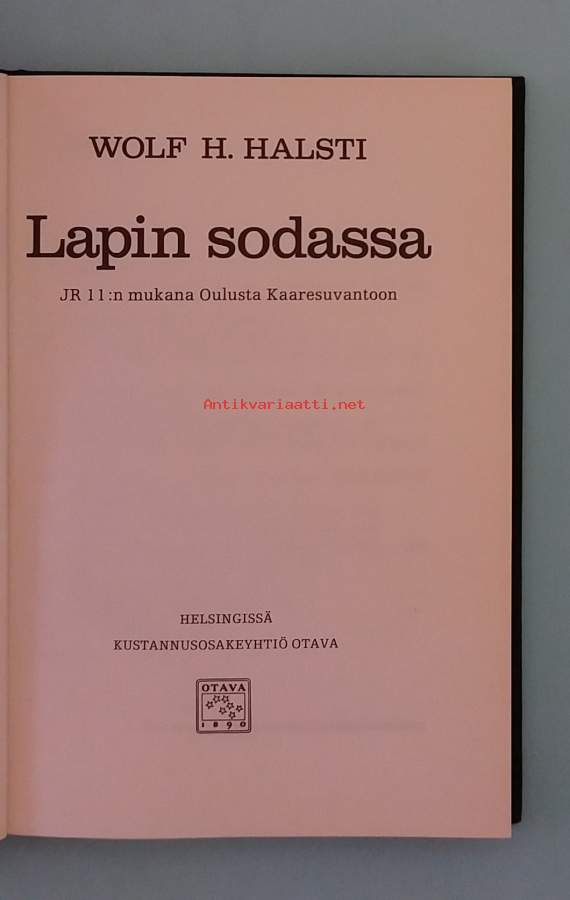 WOLF H. HALSTI
Lapin sodassa
JR 11:n mukana Oulusta Kaaresuvantoon
Antikvariaatti.net
HELSINGISSÄ
KUSTANNUSOSAKEYHTIÖ OTAVA
OTAVA
1890